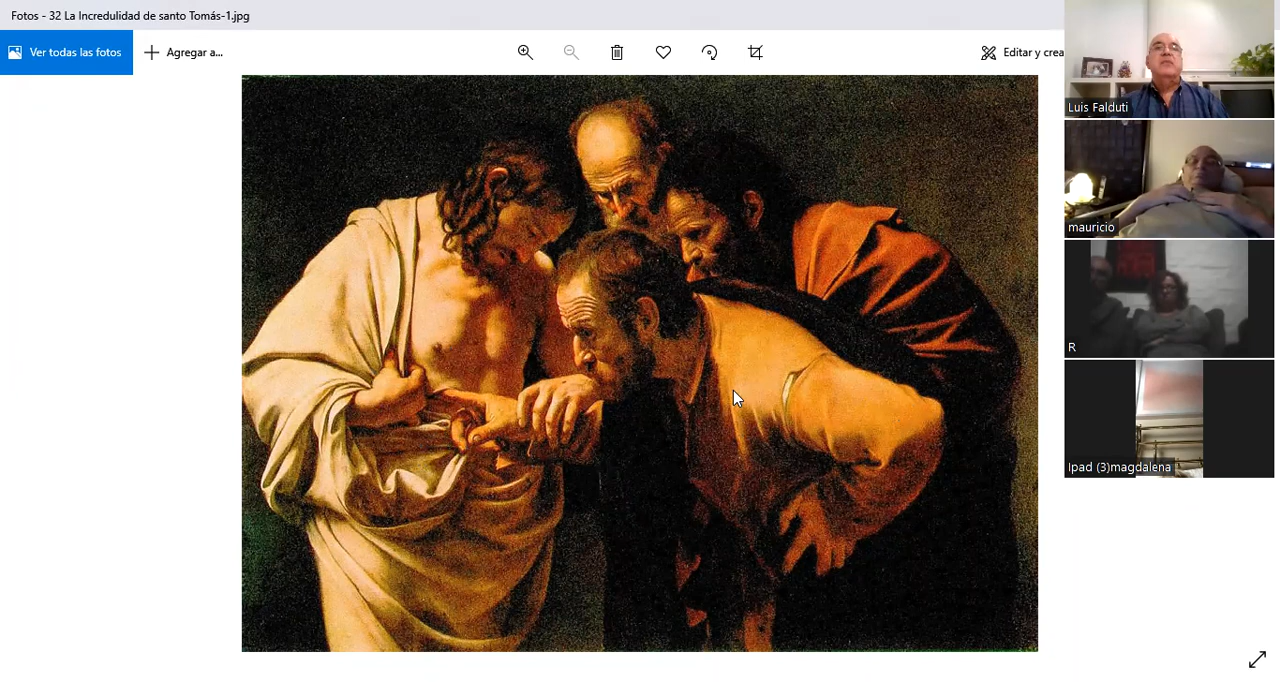 Fotos - 32 La Incredulidad de santo Tomás-1.jpg
Ver todas las fotos
Agregar a...
Editar y crea
Luis Falduti
mauricio
R
Ipad (3)magdalena